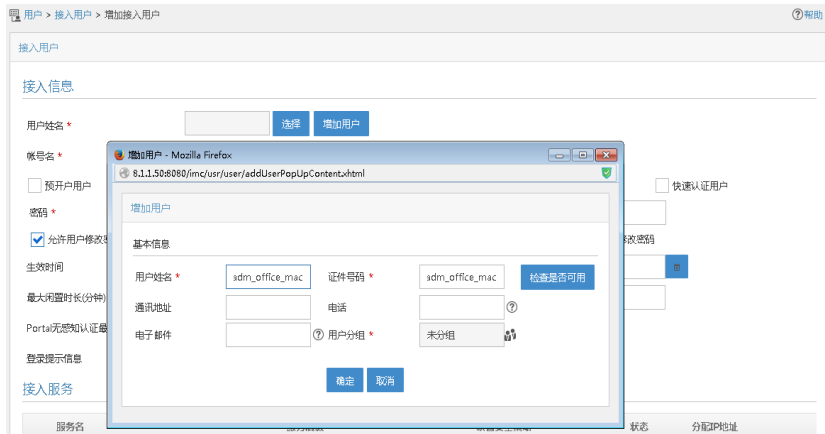 用户 > 接入用户 > 增加接入用户 帮助
接入用户
接入信息
用户姓名 * 选择 增加用户
帐号名 *
预开户用户 快速认证用户
密码 *
允许用户修改密 修改密码
生效时间
最大闲置时长(分钟)
Portal无感知认证最
登录提示信息
接入服务
服务名 状态 分配IP地址
增加用户 - Mozilla Firefox
8.1.1.50:8080/imc/usr/user/addUserPopUpContent.xhtml
增加用户
基本信息
用户姓名 * adm_office_mac 证件号码 * adm_office_mac 检查是否可用
通讯地址 电话
电子邮件 用户分组 * 未分组
确定 取消